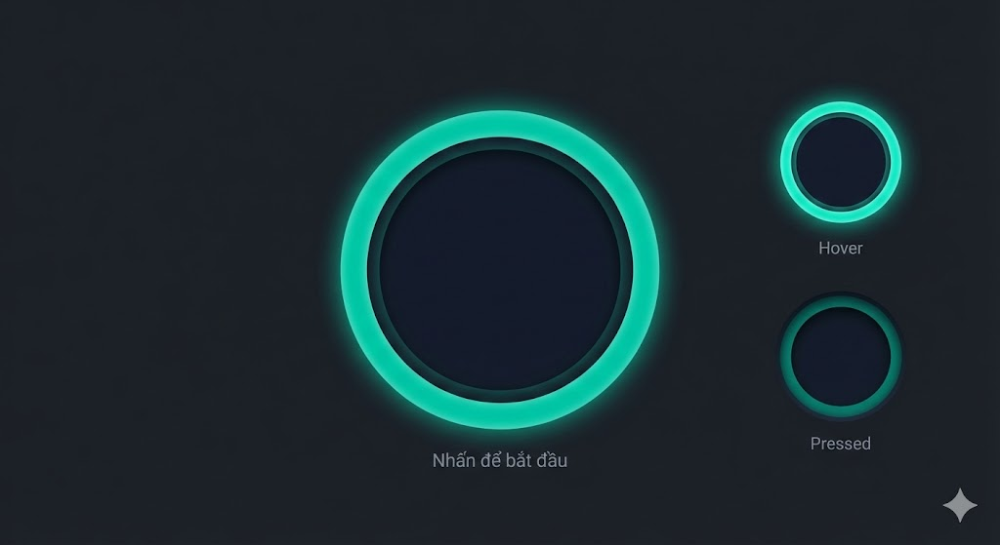 Hover
Nhấn để bắt đầu
Pressed